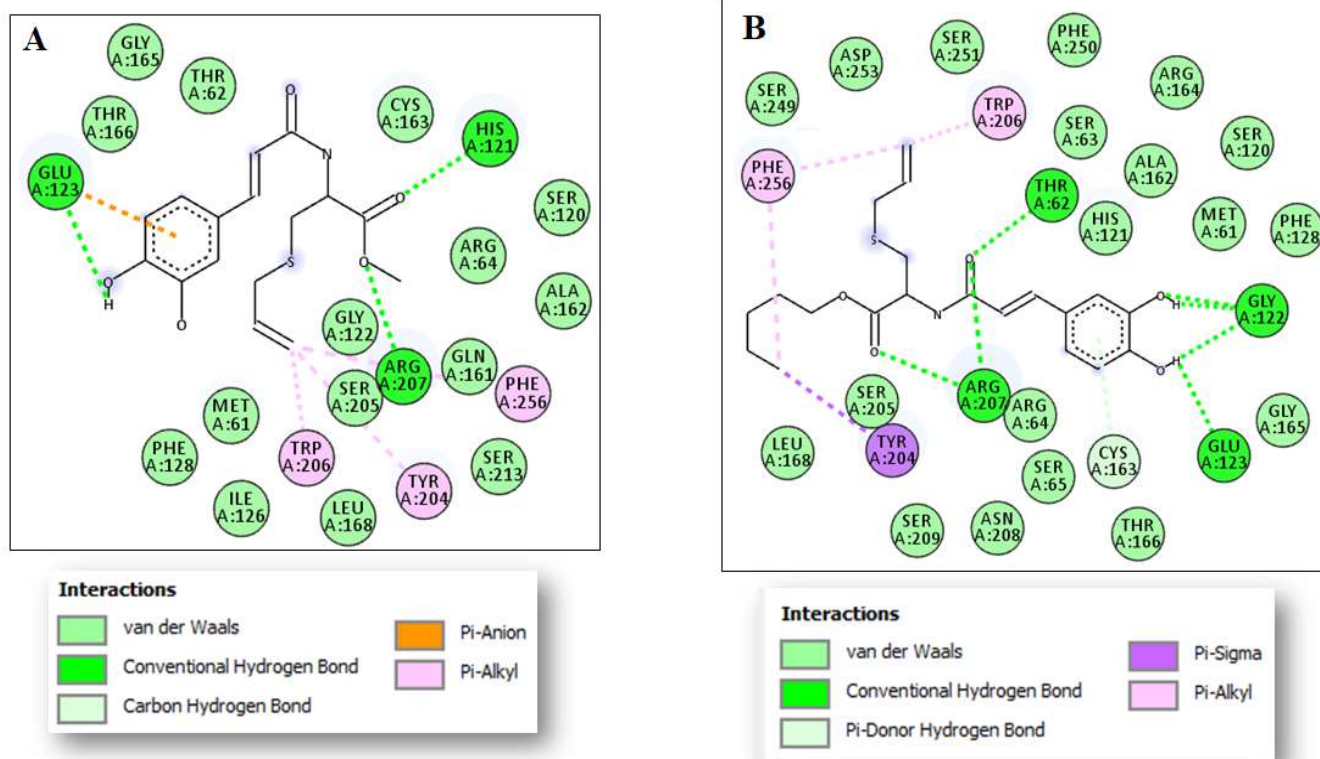 A
GLY
A:165
THR
A:62
THR
A:166
CYS
A:163
HIS
A:121
GLU
A:123
O
N
O
SER
A:120
ARG
A:64
S
O
O
H
O
ALA
A:162
GLY
A:122
GLN
A:161
ARG
A:207
SER
A:205
PHE
A:256
MET
A:61
PHE
A:128
TRP
A:206
SER
A:213
TYR
A:204
ILE
A:126
LEU
A:168
Interactions
van der Waals
Conventional Hydrogen Bond
Carbon Hydrogen Bond
Pi-Anion
Pi-Alkyl
B
SER
A:249
ASP
A:253
SER
A:251
PHE
A:250
ARG
A:164
TRP
A:206
SER
A:63
SER
A:120
PHE
A:256
ALA
A:162
THR
A:62
HIS
A:121
MET
A:61
PHE
A:128
S
O
O
H
GLY
A:122
O
N
O
O
H
SER
A:205
ARG
A:207
ARG
A:64
GLY
A:165
LEU
A:168
TYR
A:204
CYS
A:163
GLU
A:123
SER
A:65
SER
A:209
ASN
A:208
THR
A:166
Interactions
van der Waals
Conventional Hydrogen Bond
Pi-Donor Hydrogen Bond
Pi-Sigma
Pi-Alkyl